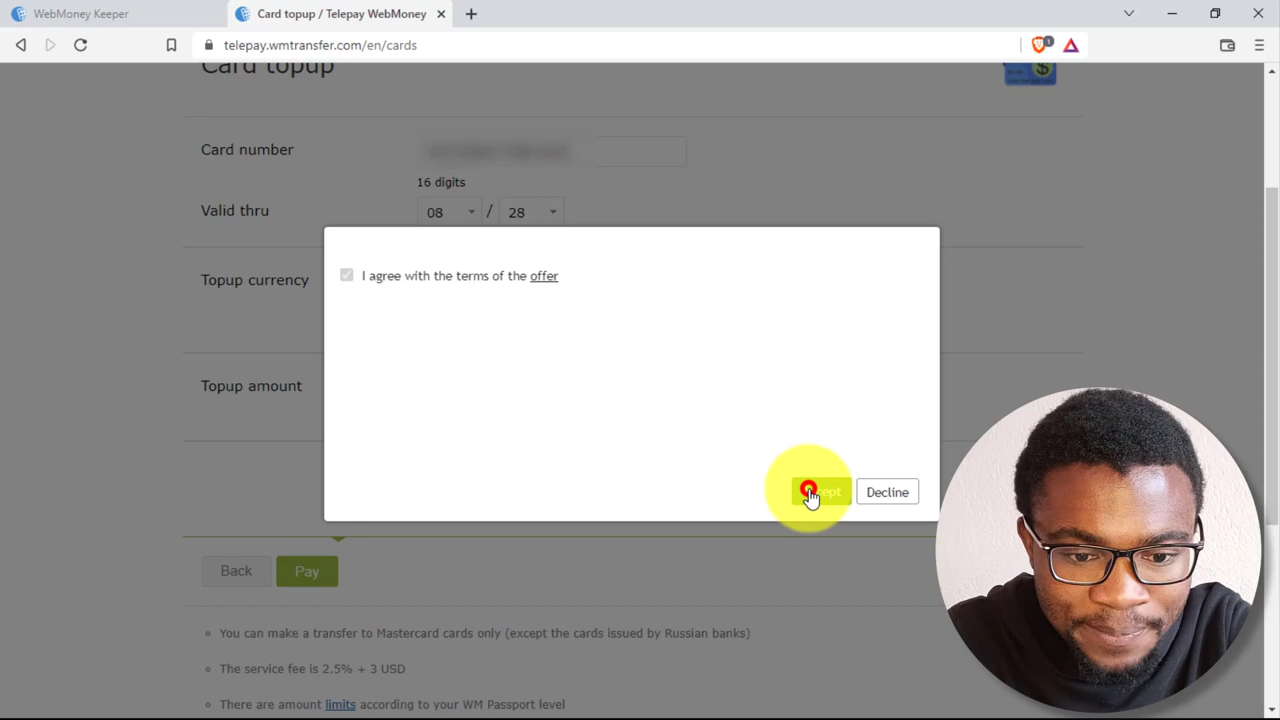 WebMoney Keeper
Card topup / Telepay WebMoney
telepay.wmtransfer.com/en/cards
1
Card topup
Card number
16 digits
Valid thru
08 / 28
I agree with the terms of the offer
Topup currency
Topup amount
Accept Decline
Back Pay
You can make a transfer to Mastercard cards only (except the cards issued by Russian banks)
The service fee is 2.5% + 3 USD
There are amount limits according to your WM Passport level